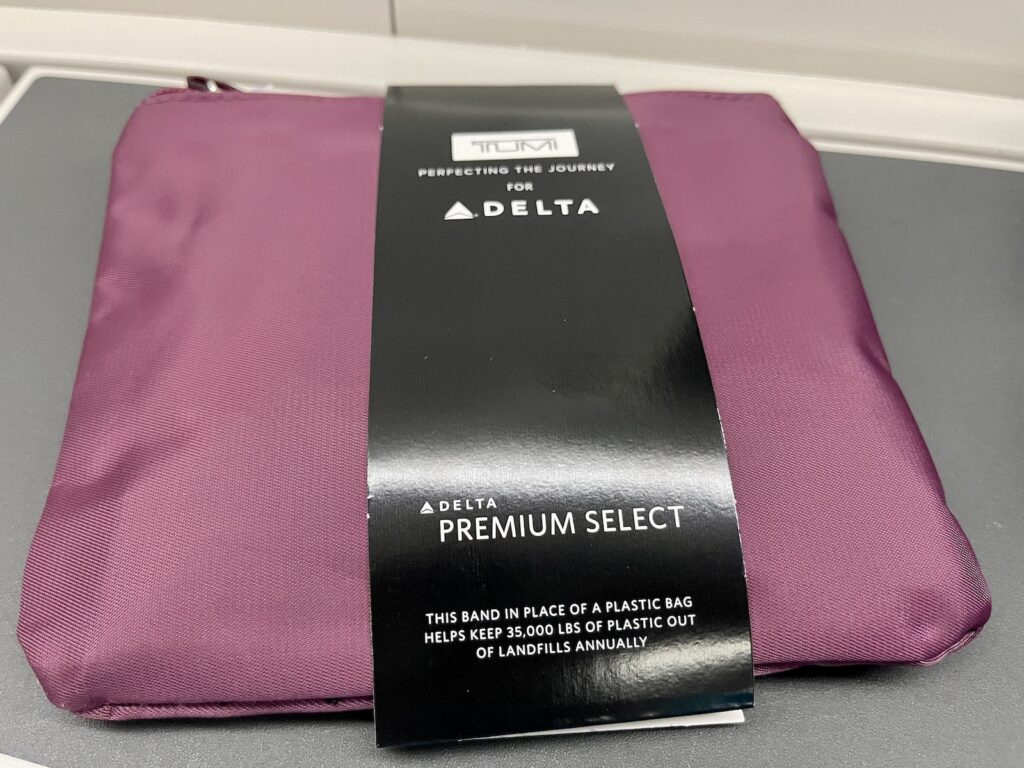 TUMI
PERFECTING THE JOURNEY
FOR
DELTA
DELTA
PREMIUM SELECT
THIS BAND IN PLACE OF A PLASTIC BAG
HELPS KEEP 35,000 LBS OF PLASTIC OUT
OF LANDFILLS ANNUALLY